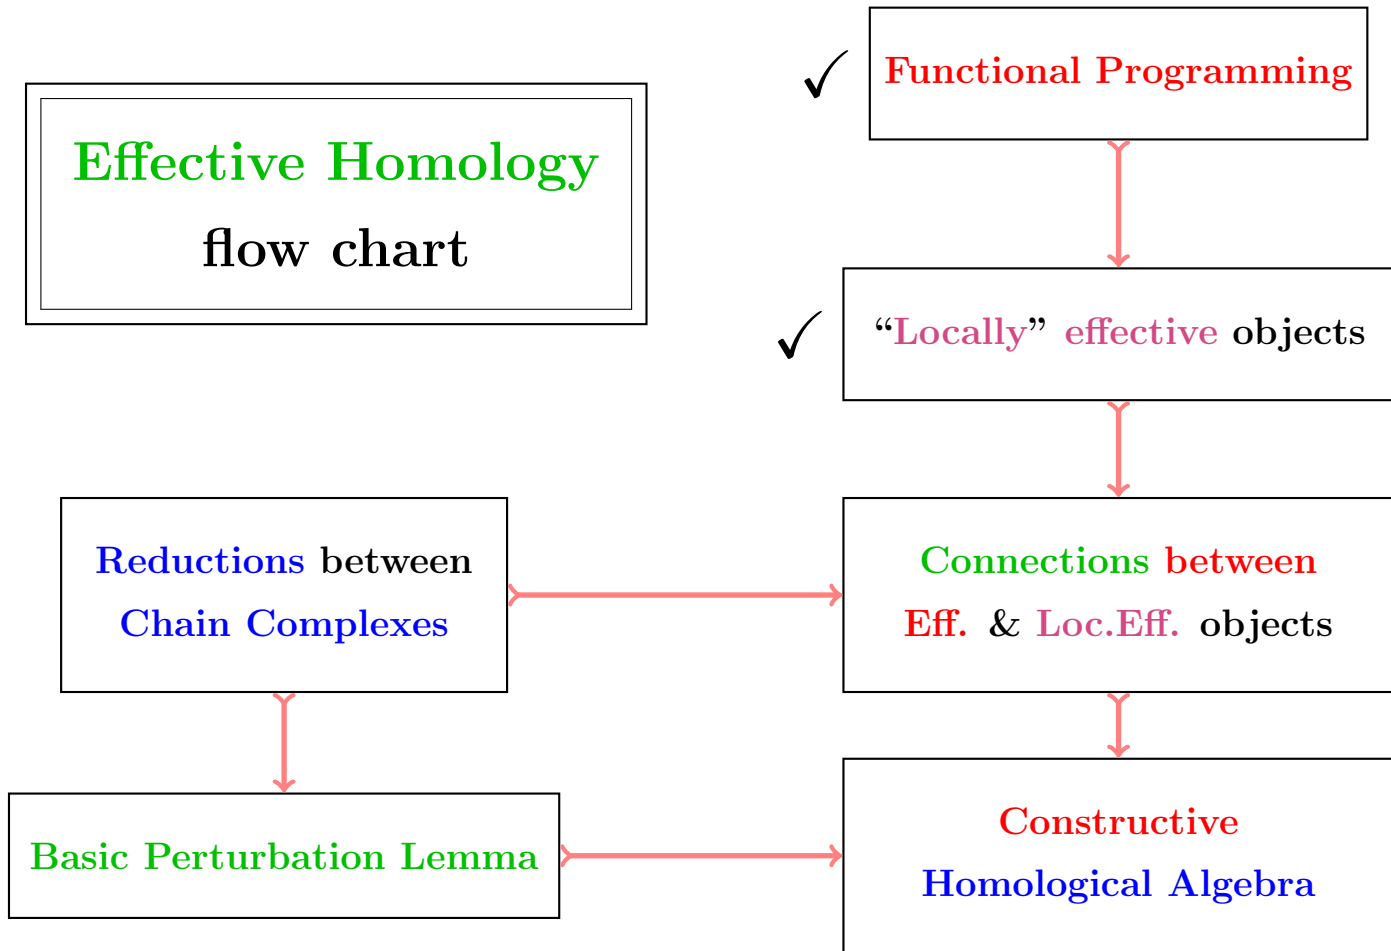 Effective Homology
flow chart
✓
Functional Programming
✓
“Locally” effective objects
Reductions between
Chain Complexes
Connections between
Eff. & Loc.Eff. objects
Basic Perturbation Lemma
Constructive
Homological Algebra